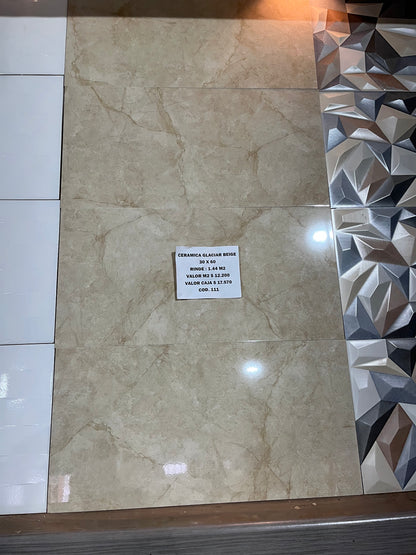 CERAMICA GLACIAR BEIGE
30 X 60
RINDE : 1.44 M2
VALOR M2 $ 12.200
VALOR CAJA $ 17.570
COD. 111